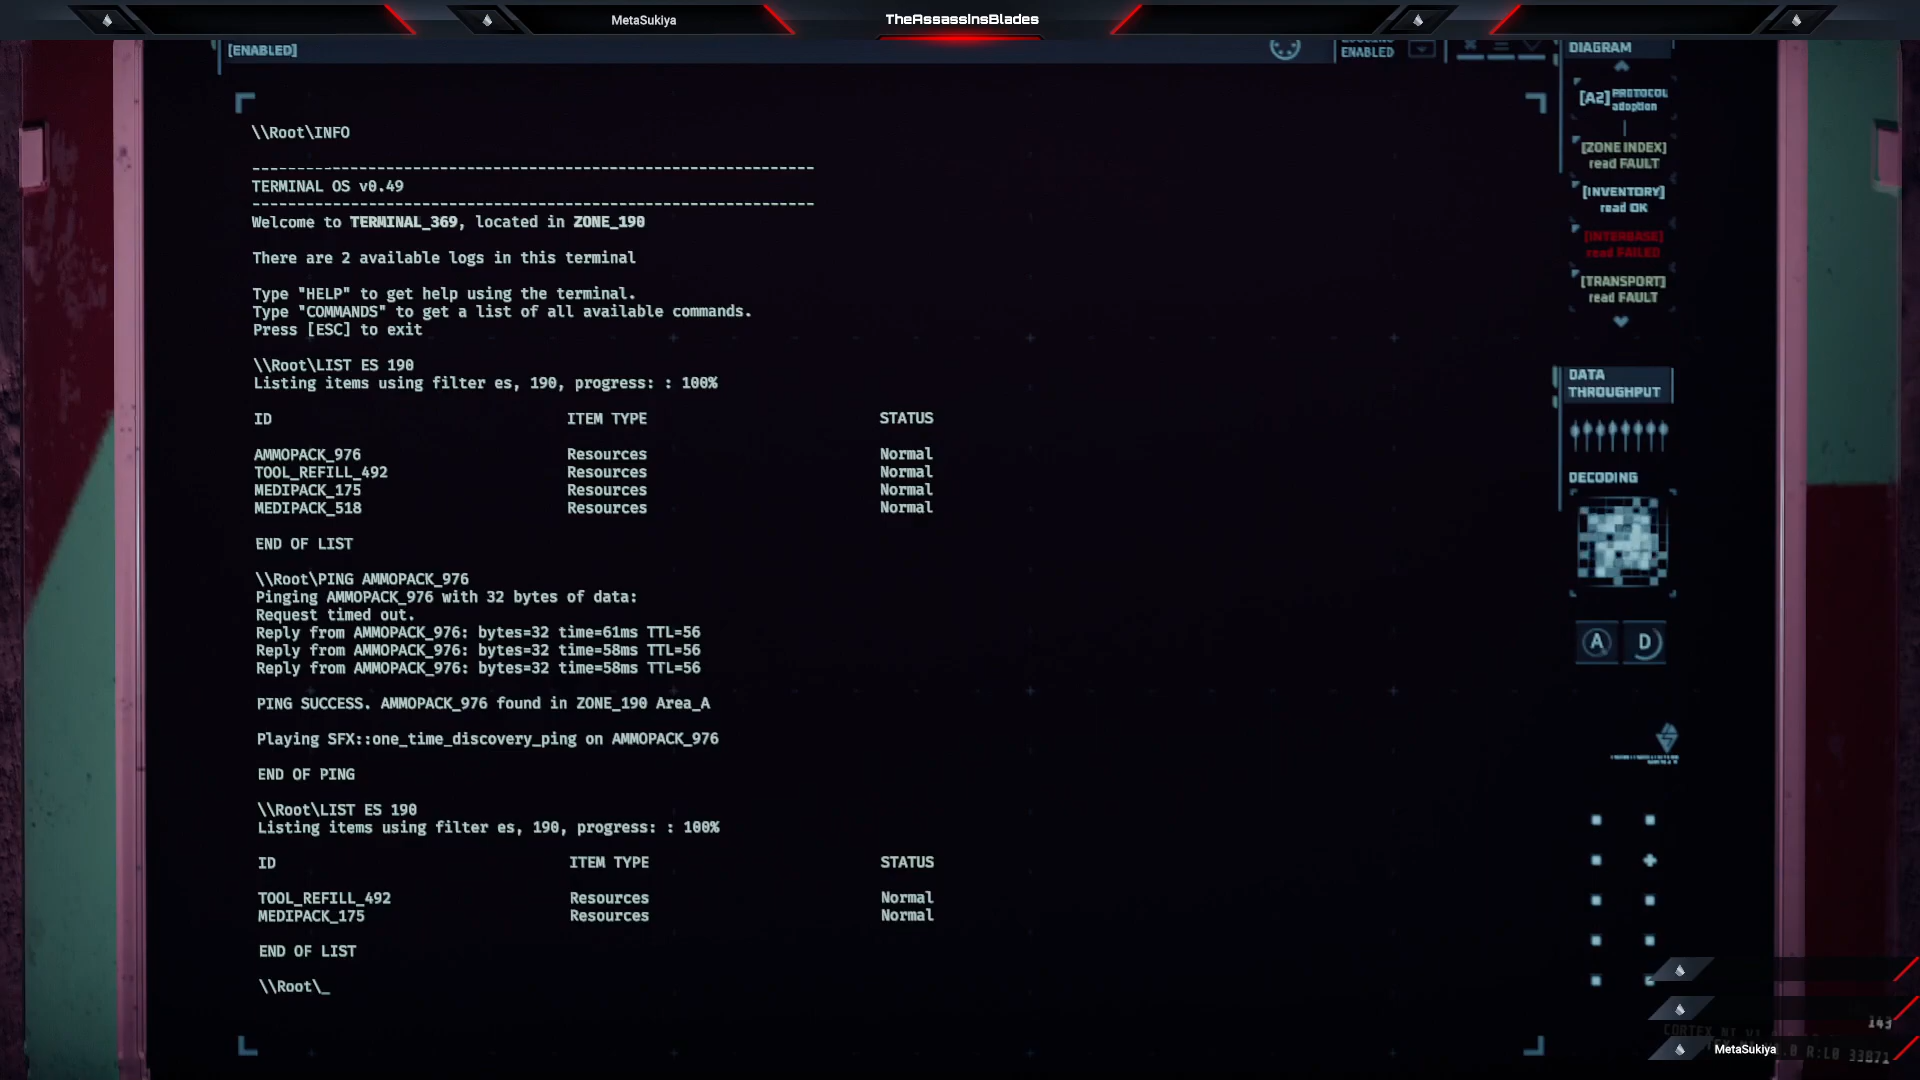 MetaSukiya
TheAssassinsBlades
[ENABLED]
ENABLED
DIAGRAM
[A2] PROTOCOL
adoption
[ZONE INDEX]
read FAULT
[INVENTORY]
read OK
[INTERBASE]
read FAILED
[TRANSPORT]
read FAULT
DATA
THROUGHPUT
DECODING
A D
\\Root\INFO
---------------------------------------------------------------
TERMINAL OS v0.49
---------------------------------------------------------------
Welcome to TERMINAL_369, located in ZONE_190
There are 2 available logs in this terminal
Type "HELP" to get help using the terminal.
Type "COMMANDS" to get a list of all available commands.
Press [ESC] to exit
\\Root\LIST ES 190
Listing items using filter es, 190, progress: : 100%
ID ITEM TYPE STATUS
AMMOPACK_976 Resources Normal
TOOL_REFILL_492 Resources Normal
MEDIPACK_175 Resources Normal
MEDIPACK_518 Resources Normal
END OF LIST
\\Root\PING AMMOPACK_976
Pinging AMMOPACK_976 with 32 bytes of data:
Request timed out.
Reply from AMMOPACK_976: bytes=32 time=61ms TTL=56
Reply from AMMOPACK_976: bytes=32 time=58ms TTL=56
Reply from AMMOPACK_976: bytes=32 time=58ms TTL=56
PING SUCCESS. AMMOPACK_976 found in ZONE_190 Area_A
Playing SFX::one_time_discovery_ping on AMMOPACK_976
END OF PING
\\Root\LIST ES 190
Listing items using filter es, 190, progress: : 100%
ID ITEM TYPE STATUS
TOOL_REFILL_492 Resources Normal
MEDIPACK_175 Resources Normal
END OF LIST
\\Root\_
143
MetaSukiya
R:L0 33871